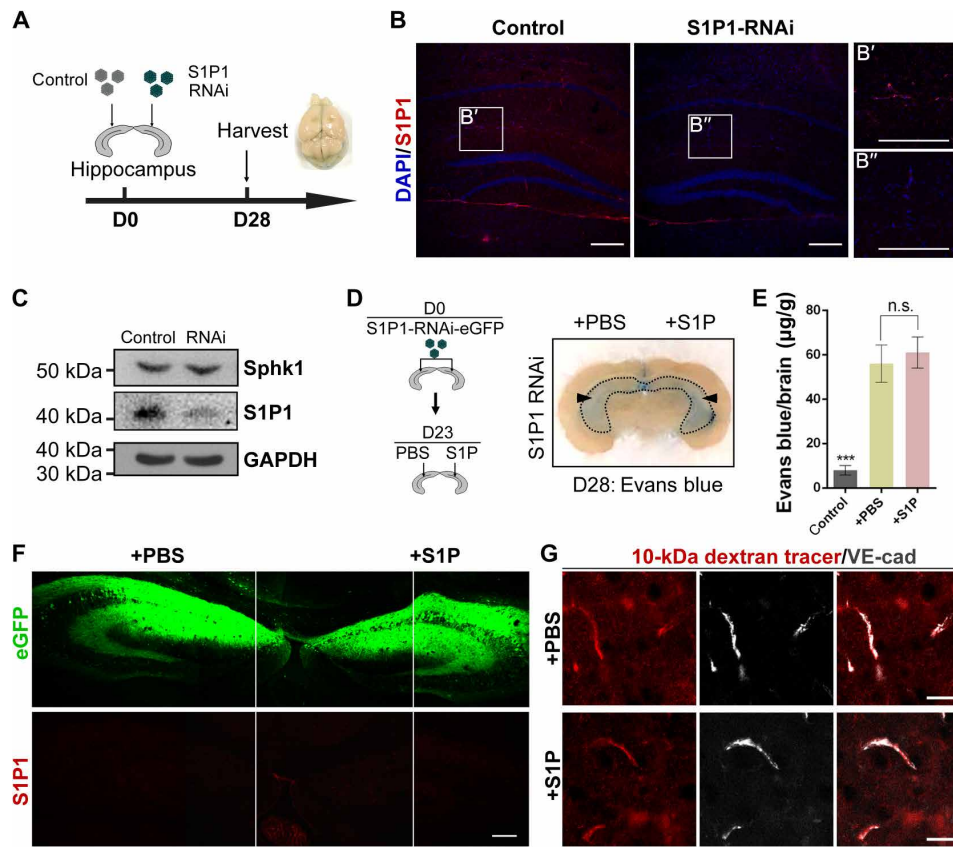 A
Control
S1P1
RNAi
Harvest
Hippocampus
D0
D28
B
Control
S1P1-RNAi
DAPI/S1P1
B′
B″
B′
B″
C
Control RNAi
50 kDa
Sphk1
40 kDa
S1P1
40 kDa
30 kDa
GAPDH
D
D0
S1P1-RNAi-eGFP
D23
PBS S1P
+PBS +S1P
S1P1 RNAi
D28: Evans blue
E
Evans blue/brain (µg/g)
80
60
40
20
0
n.s.
***
Control
+PBS
+S1P
F
+PBS
+S1P
eGFP
S1P1
G
10-kDa dextran tracer/VE-cad
+PBS
+S1P